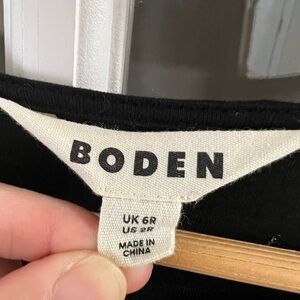 BODEN
UK 6R
US 2R
MADE IN
CHINA